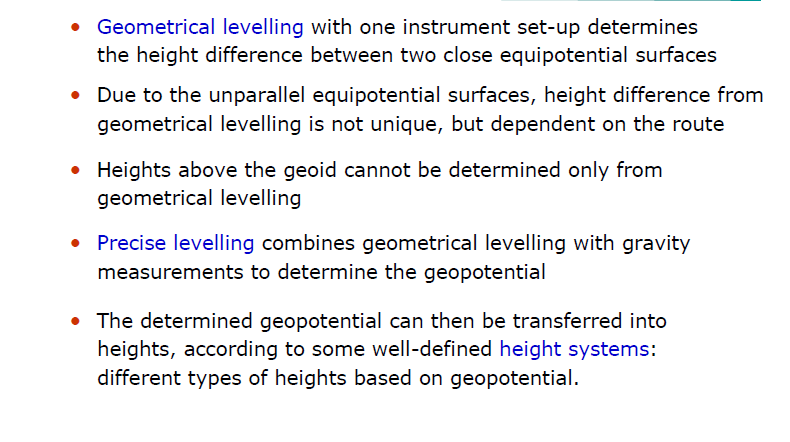 • Geometrical levelling with one instrument set-up determines
the height difference between two close equipotential surfaces
• Due to the unparallel equipotential surfaces, height difference from
geometrical levelling is not unique, but dependent on the route
• Heights above the geoid cannot be determined only from
geometrical levelling
• Precise levelling combines geometrical levelling with gravity
measurements to determine the geopotential
• The determined geopotential can then be transferred into
heights, according to some well-defined height systems:
different types of heights based on geopotential.